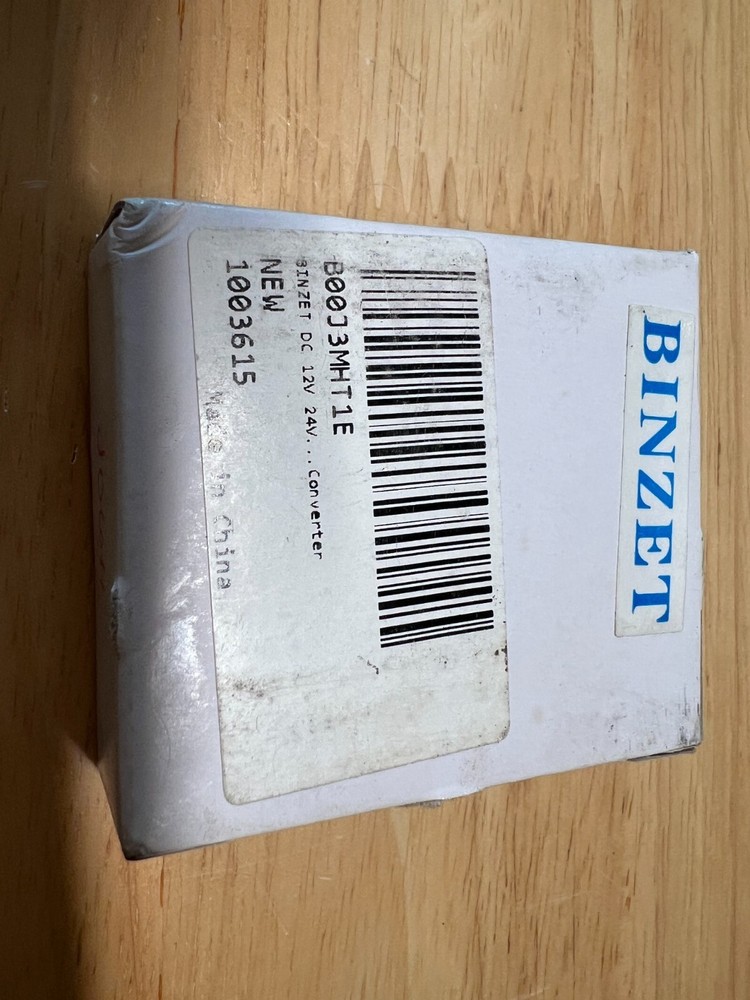 BINZET
B00J3MHT1E
BINZET DC 12V 24V...Converter
NEW
1003615
Made in China